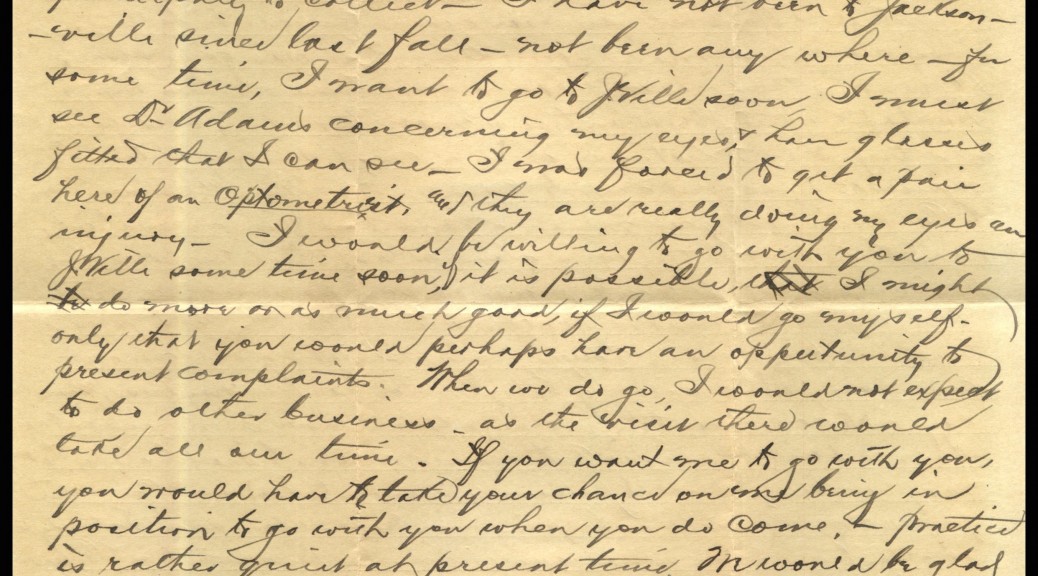 to collect – I have not been to Jackson-
-ville since last fall – not been any where – for
some time, I want to go to J'Ville soon, I must
see Dr Adams concerning my eyes, & have glasses
fitted that I can see – I was forced to get a pair
here of an Optometrist, and they are really doing my eyes an
injury – I would be willing to go with you to
J'Ville some time soon, it is possible, I might
do more or as much good, if I would go myself –
only that you would perhaps have an oppertunity to
present complaints. When we do go, I would not expect
to do other business – as the visit there would
take all our time. If you want me to go with you,
you would have to take your chance on me being in
position to go with you when you do come, – practice
is rather quiet at present time. M would be glad